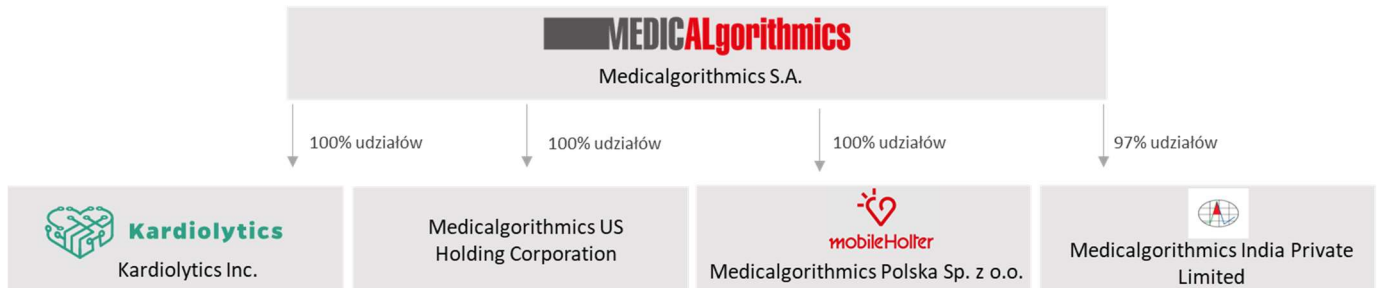 MEDICALgorithmics
Medicalgorithmics S.A.
100% udziałów
100% udziałów
100% udziałów
97% udziałów
Kardiolytics
Kardiolytics Inc.
Medicalgorithmics US
Holding Corporation
mobileHolter
Medicalgorithmics Polska Sp. z o.o.
Medicalgorithmics India Private
Limited